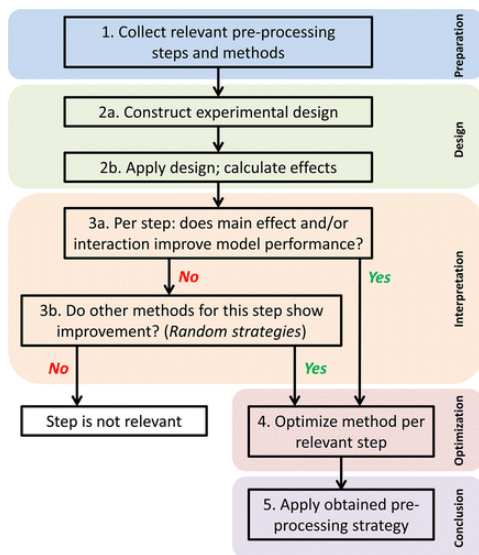 1. Collect relevant pre-processing
steps and methods
Preparation
2a. Construct experimental design
2b. Apply design; calculate effects
Design
3a. Per step: does main effect and/or
interaction improve model performance?
No
Yes
3b. Do other methods for this step show
improvement? (Random strategies)
Interpretation
No
Yes
Step is not relevant
4. Optimize method per
relevant step
Optimization
5. Apply obtained pre-
processing strategy
Conclusion